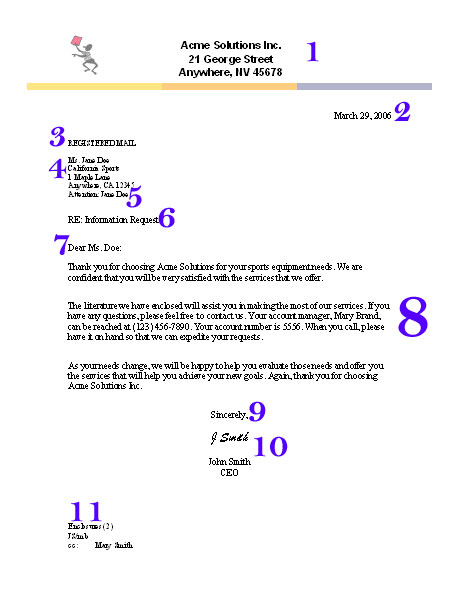 Acme Solutions Inc.
21 George Street 1
Anywhere, NV 45678
March 29, 2006 2
3 REGISTERED MAIL
4 Ms. Jane Doe
California Sports
1 Maple Lane
Anywhere, CA 12345
Attention: Jane Doe 5
RE: Information Request 6
7 Dear Ms. Doe:
Thank you for choosing Acme Solutions for your sports equipment needs. We are
confident that you will be very satisfied with the services that we offer.
The literature we have enclosed will assist you in making the most of our services. If you
have any questions, please feel free to contact us. Your account manager, Mary Brand,
can be reached at (123) 456-7890. Your account number is 5556. When you call, please
have it on hand so that we can expedite your requests.
8
As your needs change, we will be happy to help you evaluate those needs and offer you
the services that will help you achieve your new goals. Again, thank you for choosing
Acme Solutions Inc.
Sincerely, 9
J Smith 10
John Smith
CEO
11
Enclosures (2)
JS/mb
cc: Mary Smith